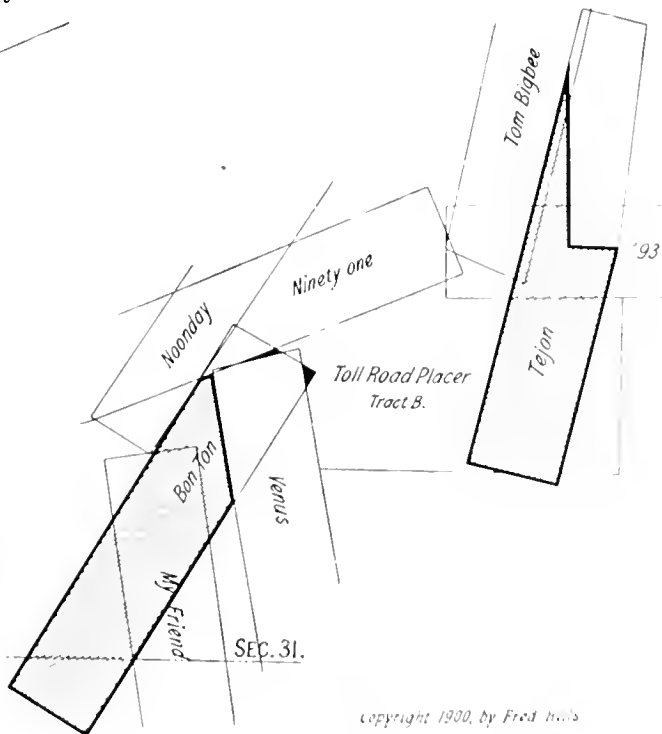 Tom Bigbee
'93
Ninety one
Noonday
Tejon
Toll Road Placer
Tract B.
Bon Ton
Venus
My Friend
SEC. 31.
copyright 1900, by Fred Hills